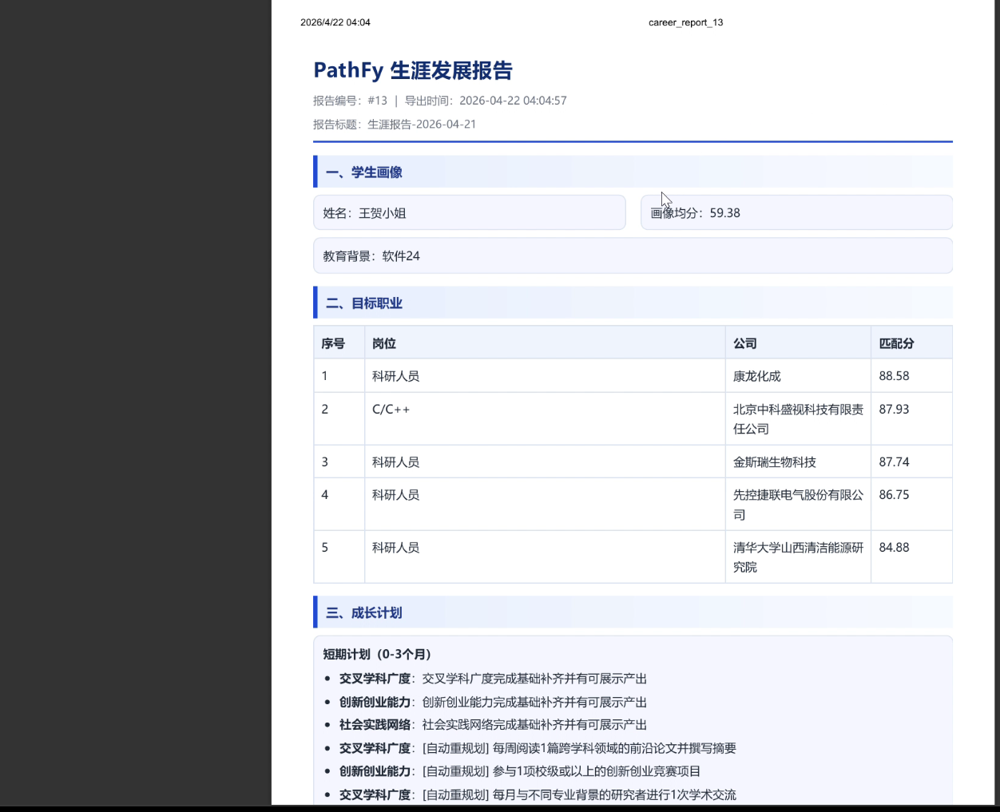 2026/4/22 04:04
career_report_13
PathFy 生涯发展报告
报告编号：#13 | 导出时间：2026-04-22 04:04:57
报告标题：生涯报告-2026-04-21
一、学生画像
姓名：王贺小姐
画像均分：59.38
教育背景：软件24
二、目标职业
序号 岗位 公司 匹配分
1 科研人员 康龙化成 88.58
2 C/C++ 北京中科盛视科技有限责 87.93
任公司
3 科研人员 金斯瑞生物科技 87.74
4 科研人员 先控捷联电气股份有限公 86.75
司
5 科研人员 清华大学山西清洁能源研 84.88
究院
三、成长计划
短期计划（0-3个月）
• 交叉学科广度：交叉学科广度完成基础补齐并有可展示产出
• 创新创业能力：创新创业能力完成基础补齐并有可展示产出
• 社会实践网络：社会实践网络完成基础补齐并有可展示产出
• 交叉学科广度：[自动重规划] 每周阅读1篇跨学科领域的前沿论文并撰写摘要
• 创新创业能力：[自动重规划] 参与1项校级或以上的创新创业竞赛项目
• 交叉学科广度：[自动重规划] 每月与不同专业背景的研究者进行1次学术交流